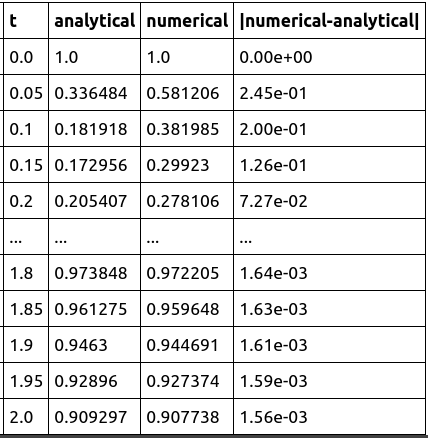 t analytical numerical |numerical-analytical|
0.0 1.0 1.0 0.00e+00
0.05 0.336484 0.581206 2.45e-01
0.1 0.181918 0.381985 2.00e-01
0.15 0.172956 0.29923 1.26e-01
0.2 0.205407 0.278106 7.27e-02
... ... ... ...
1.8 0.973848 0.972205 1.64e-03
1.85 0.961275 0.959648 1.63e-03
1.9 0.9463 0.944691 1.61e-03
1.95 0.92896 0.927374 1.59e-03
2.0 0.909297 0.907738 1.56e-03